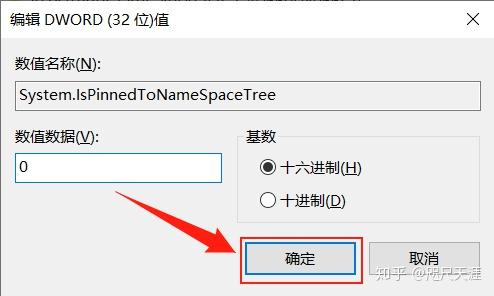 编辑 DWORD (32 位)值
数值名称(N):
System.IsPinnedToNameSpaceTree
数值数据(V):
0
基数
十六进制(H)
十进制(D)
确定
取消
知乎 @咫尺天涯